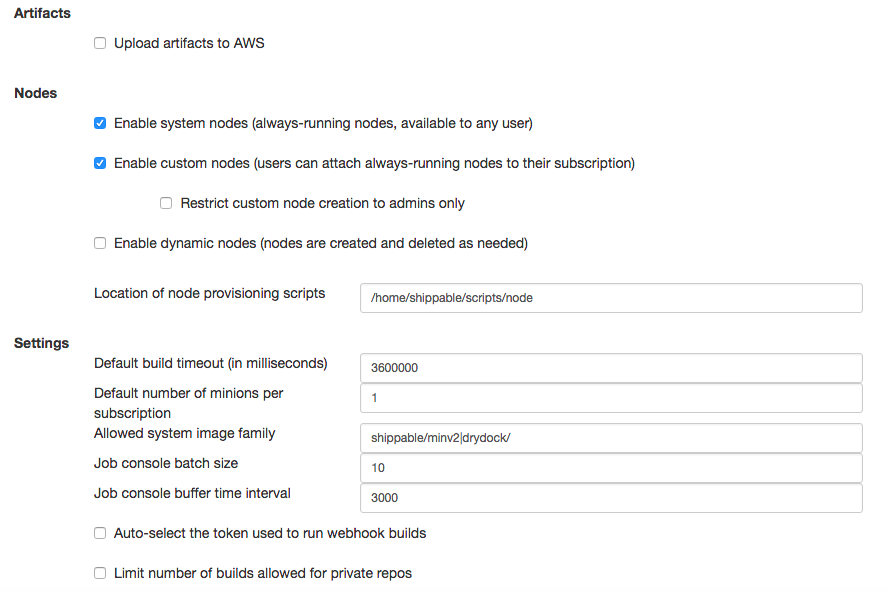 Artifacts
Upload artifacts to AWS
Nodes
Enable system nodes (always-running nodes, available to any user)
Enable custom nodes (users can attach always-running nodes to their subscription)
Restrict custom node creation to admins only
Enable dynamic nodes (nodes are created and deleted as needed)
Location of node provisioning scripts
/home/shippable/scripts/node
Settings
Default build timeout (in milliseconds)
3600000
Default number of minions per
subscription
1
Allowed system image family
shippable/minv2|drydock/
Job console batch size
10
Job console buffer time interval
3000
Auto-select the token used to run webhook builds
Limit number of builds allowed for private repos